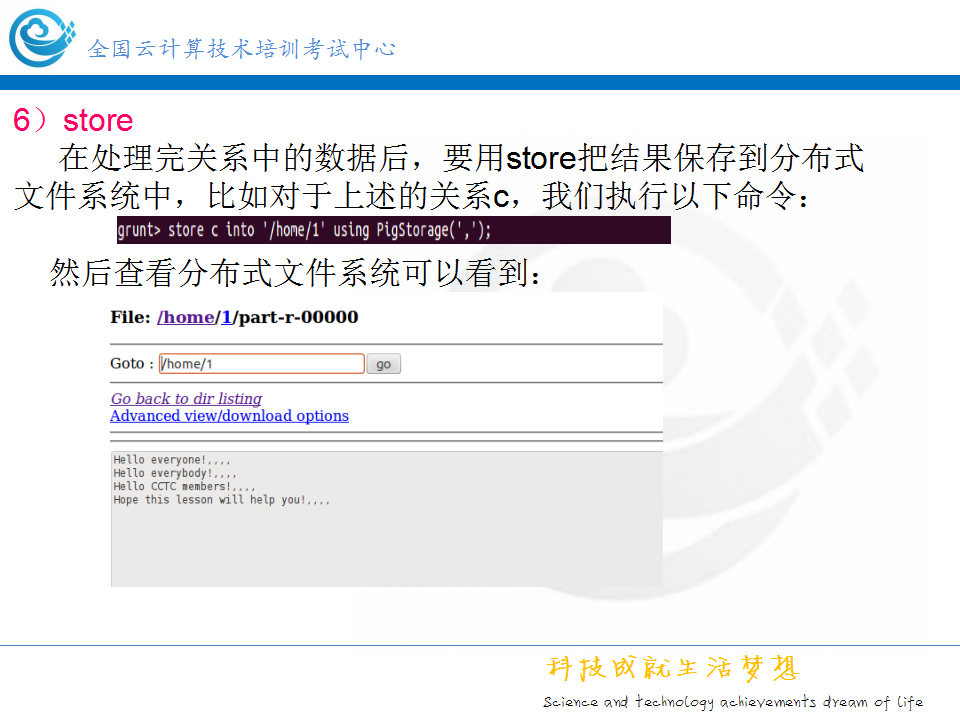 全国云计算技术培训考试中心
6）store
在处理完关系中的数据后，要用store把结果保存到分布式
文件系统中，比如对于上述的关系c，我们执行以下命令：
grunt> store c into '/home/1' using PigStorage(',');
然后查看分布式文件系统可以看到：
File: /home/1/part-r-00000
Goto : /home/1 go
Go back to dir listing
Advanced view/download options
Hello everyone!,,,,
Hello everybody!,,,,
Hello CCTC members!,,,,
Hope this lesson will help you!,,,,
科技成就生活梦想
Science and technology achievements dream of life